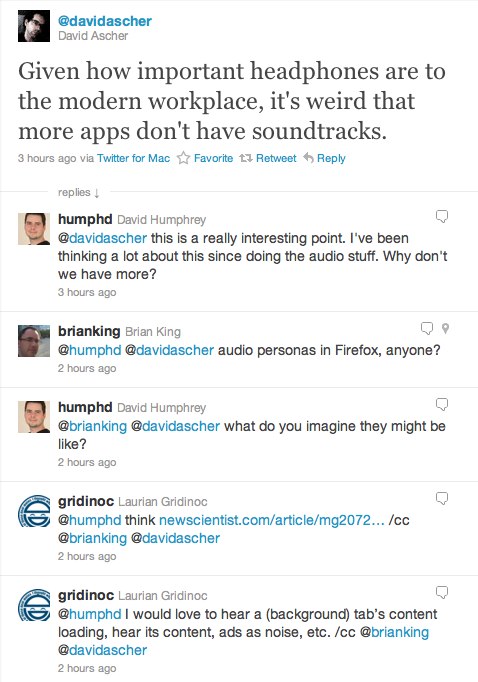 @davidascher
David Ascher
Given how important headphones are to
the modern workplace, it's weird that
more apps don't have soundtracks.
3 hours ago via Twitter for Mac Favorite Retweet Reply
replies ↓
humphd David Humphrey
@davidascher this is a really interesting point. I've been
thinking a lot about this since doing the audio stuff. Why don't
we have more?
3 hours ago
brianking Brian King
@humphd @davidascher audio personas in Firefox, anyone?
2 hours ago
humphd David Humphrey
@brianking @davidascher what do you imagine they might be
like?
2 hours ago
gridinoc Laurian Gridinoc
@humphd think newscientist.com/article/mg2072... /cc
@brianking @davidascher
2 hours ago
gridinoc Laurian Gridinoc
@humphd I would love to hear a (background) tab's content
loading, hear its content, ads as noise, etc. /cc @brianking
@davidascher
2 hours ago